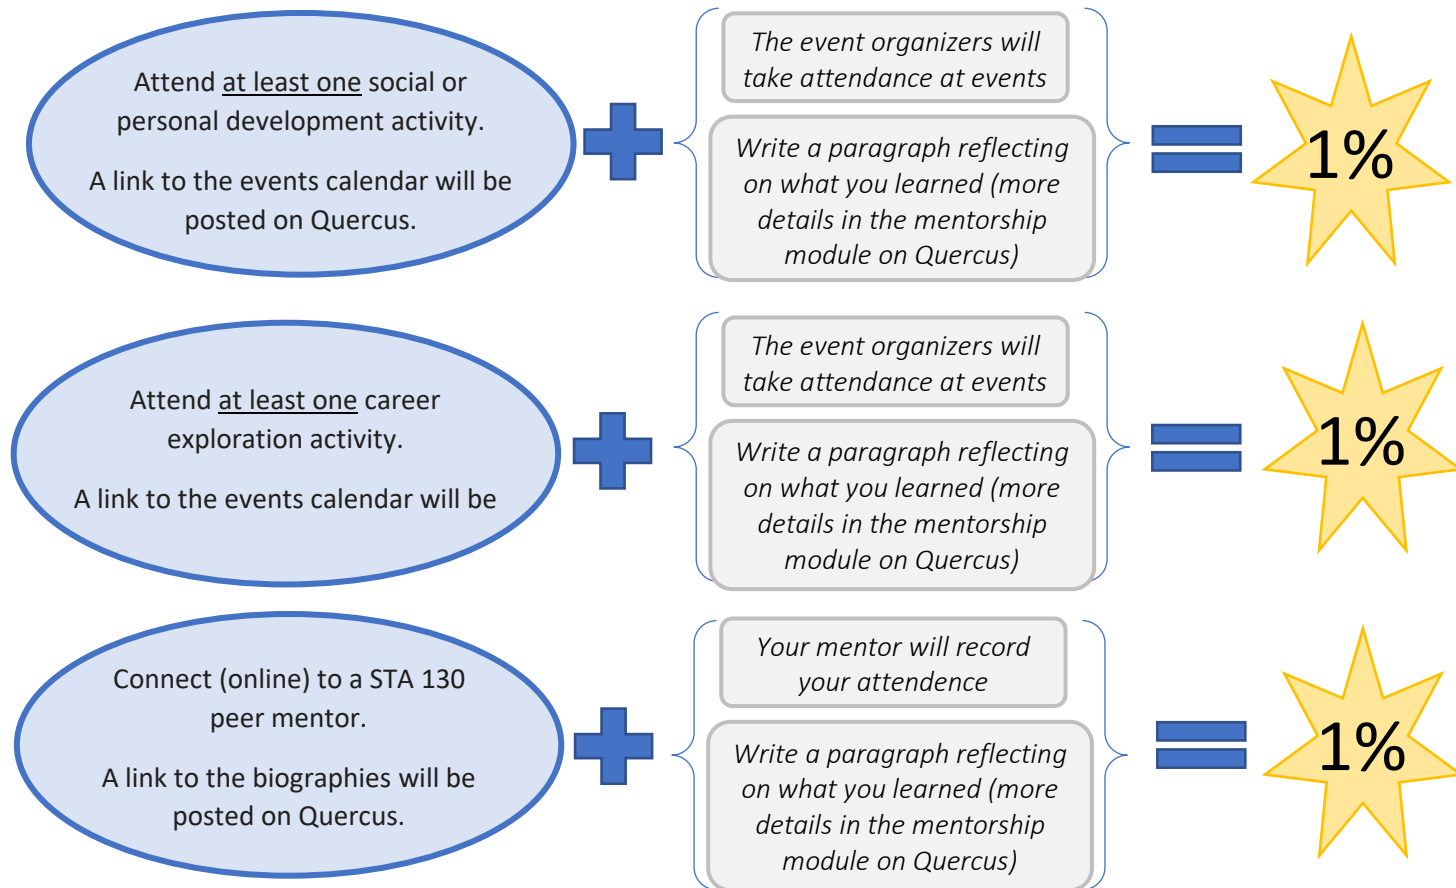 Attend at least one social or
personal development activity.
A link to the events calendar will be
posted on Quercus.
The event organizers will
take attendance at events
Write a paragraph reflecting
on what you learned (more
details in the mentorship
module on Quercus)
1%
Attend at least one career
exploration activity.
A link to the events calendar will be
The event organizers will
take attendance at events
Write a paragraph reflecting
on what you learned (more
details in the mentorship
module on Quercus)
1%
Connect (online) to a STA 130
peer mentor.
A link to the biographies will be
posted on Quercus.
Your mentor will record
your attendence
Write a paragraph reflecting
on what you learned (more
details in the mentorship
module on Quercus)
1%